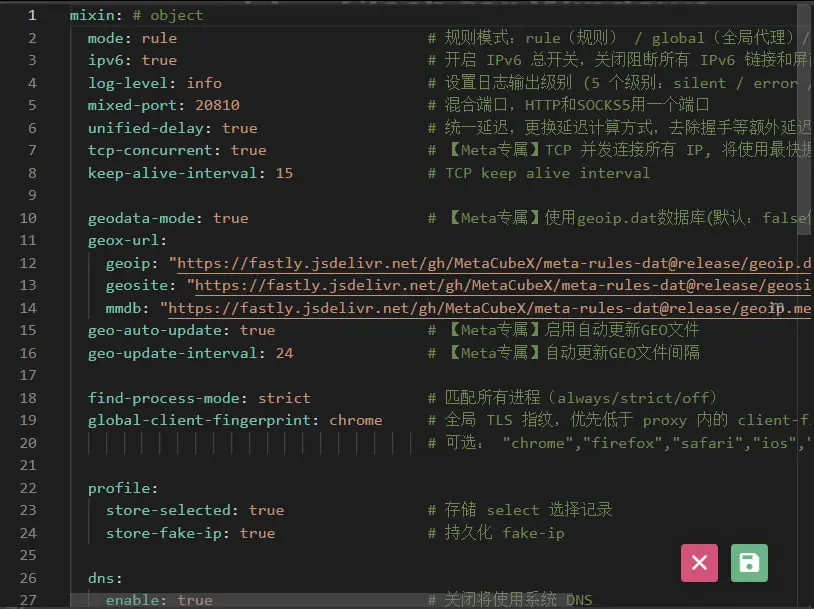 1 mixin: # object
2 mode: rule # 规则模式：rule（规则） / global（全局代理）/
3 ipv6: true # 开启 IPv6 总开关，关闭阻断所有 IPv6 链接和屏
4 log-level: info # 设置日志输出级别 (5 个级别：silent / error /
5 mixed-port: 20810 # 混合端口，HTTP和SOCKS5用一个端口
6 unified-delay: true # 统一延迟，更换延迟计算方式，去除握手等额外延迟
7 tcp-concurrent: true # 【Meta专属】TCP 并发连接所有 IP, 将使用最快握
8 keep-alive-interval: 15 # TCP keep alive interval
9
10 geodata-mode: true # 【Meta专属】使用geoip.dat数据库(默认：false
11 geox-url:
12 geoip: "https://fastly.jsdelivr.net/gh/MetaCubeX/meta-rules-dat@release/geoip.d
13 geosite: "https://fastly.jsdelivr.net/gh/MetaCubeX/meta-rules-dat@release/geosi
14 mmdb: "https://fastly.jsdelivr.net/gh/MetaCubeX/meta-rules-dat@release/geoip.me
15 geo-auto-update: true # 【Meta专属】启用自动更新GEO文件
16 geo-update-interval: 24 # 【Meta专属】自动更新GEO文件间隔
17
18 find-process-mode: strict # 匹配所有进程（always/strict/off）
19 global-client-fingerprint: chrome # 全局 TLS 指纹，优先低于 proxy 内的 client-f
20 # 可选： "chrome","firefox","safari","ios","
21
22 profile:
23 store-selected: true # 存储 select 选择记录
24 store-fake-ip: true # 持久化 fake-ip
25
26 dns:
27 enable: true # 关闭将使用系统 DNS